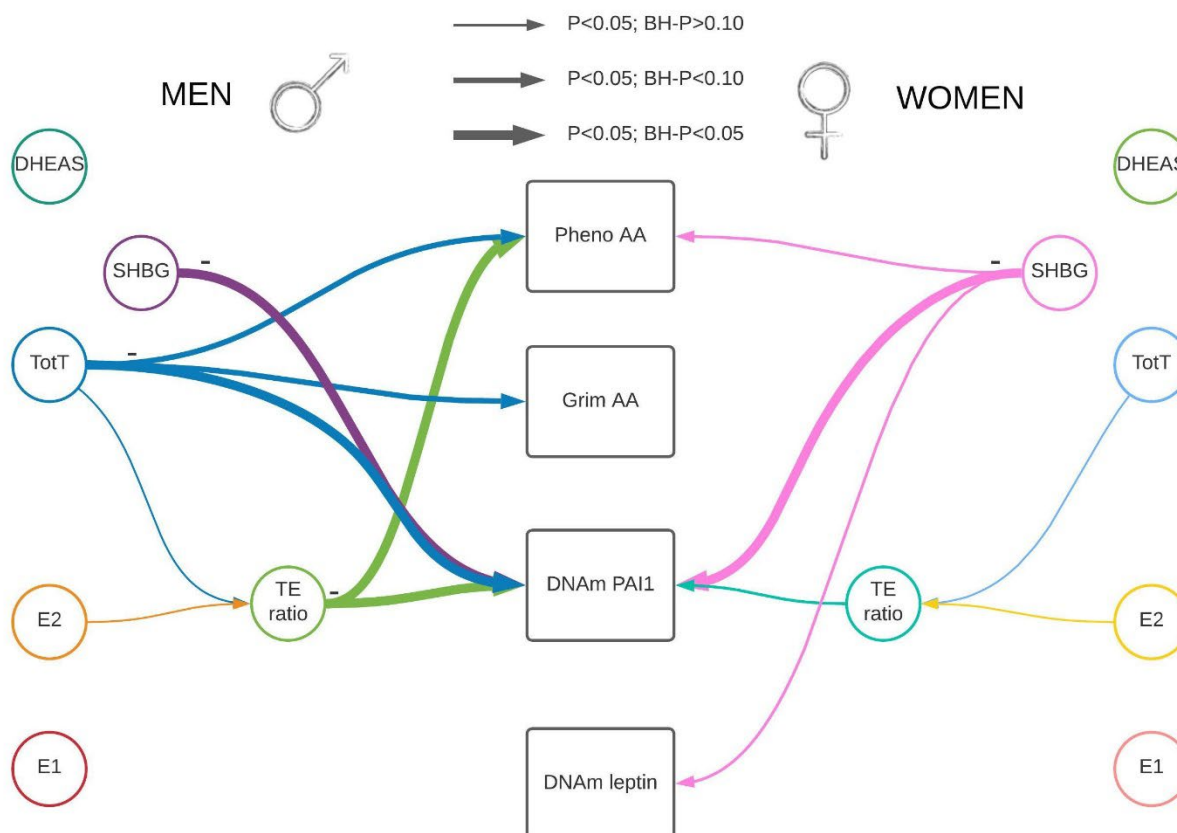 P<0.05; BH-P>0.10
MEN
P<0.05; BH-P<0.10
WOMEN
P<0.05; BH-P<0.05
DHEAS
DHEAS
Pheno AA
SHBG
-
-
SHBG
TotT
-
TotT
Grim AA
TE
ratio
-
DNAm PAI1
TE
ratio
E2
E2
E1
DNAm leptin
E1